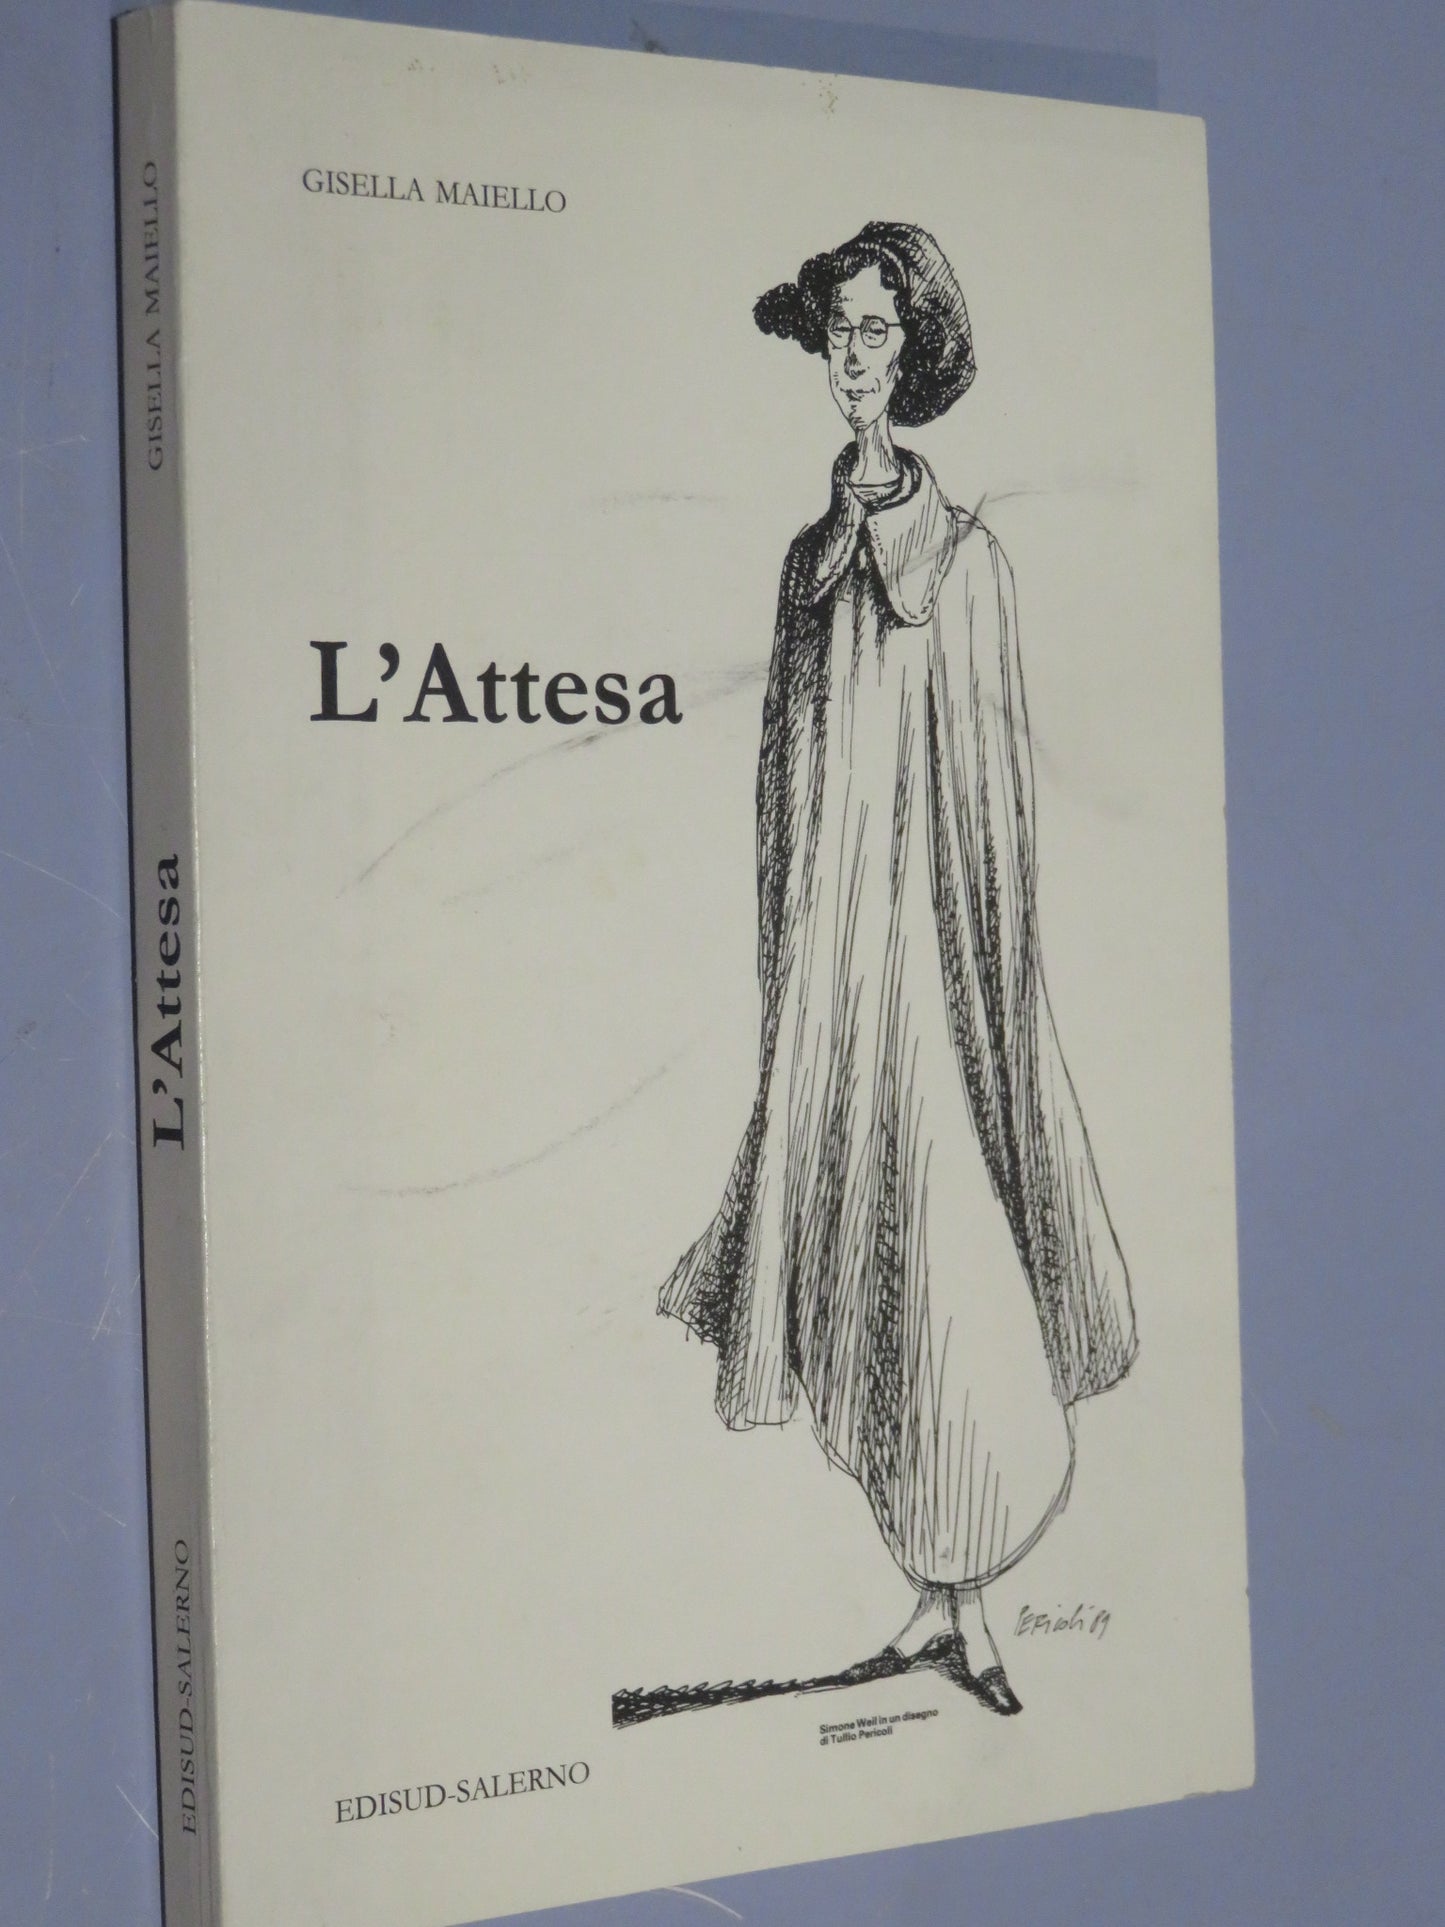 GISELLA MAIELLO
L'Attesa
EDISUD-SALERNO
GISELLA MAIELLO
L'Attesa
Pericoli 89
Simone Weil in un disegno
di Tullio Pericoli
EDISUD-SALERNO